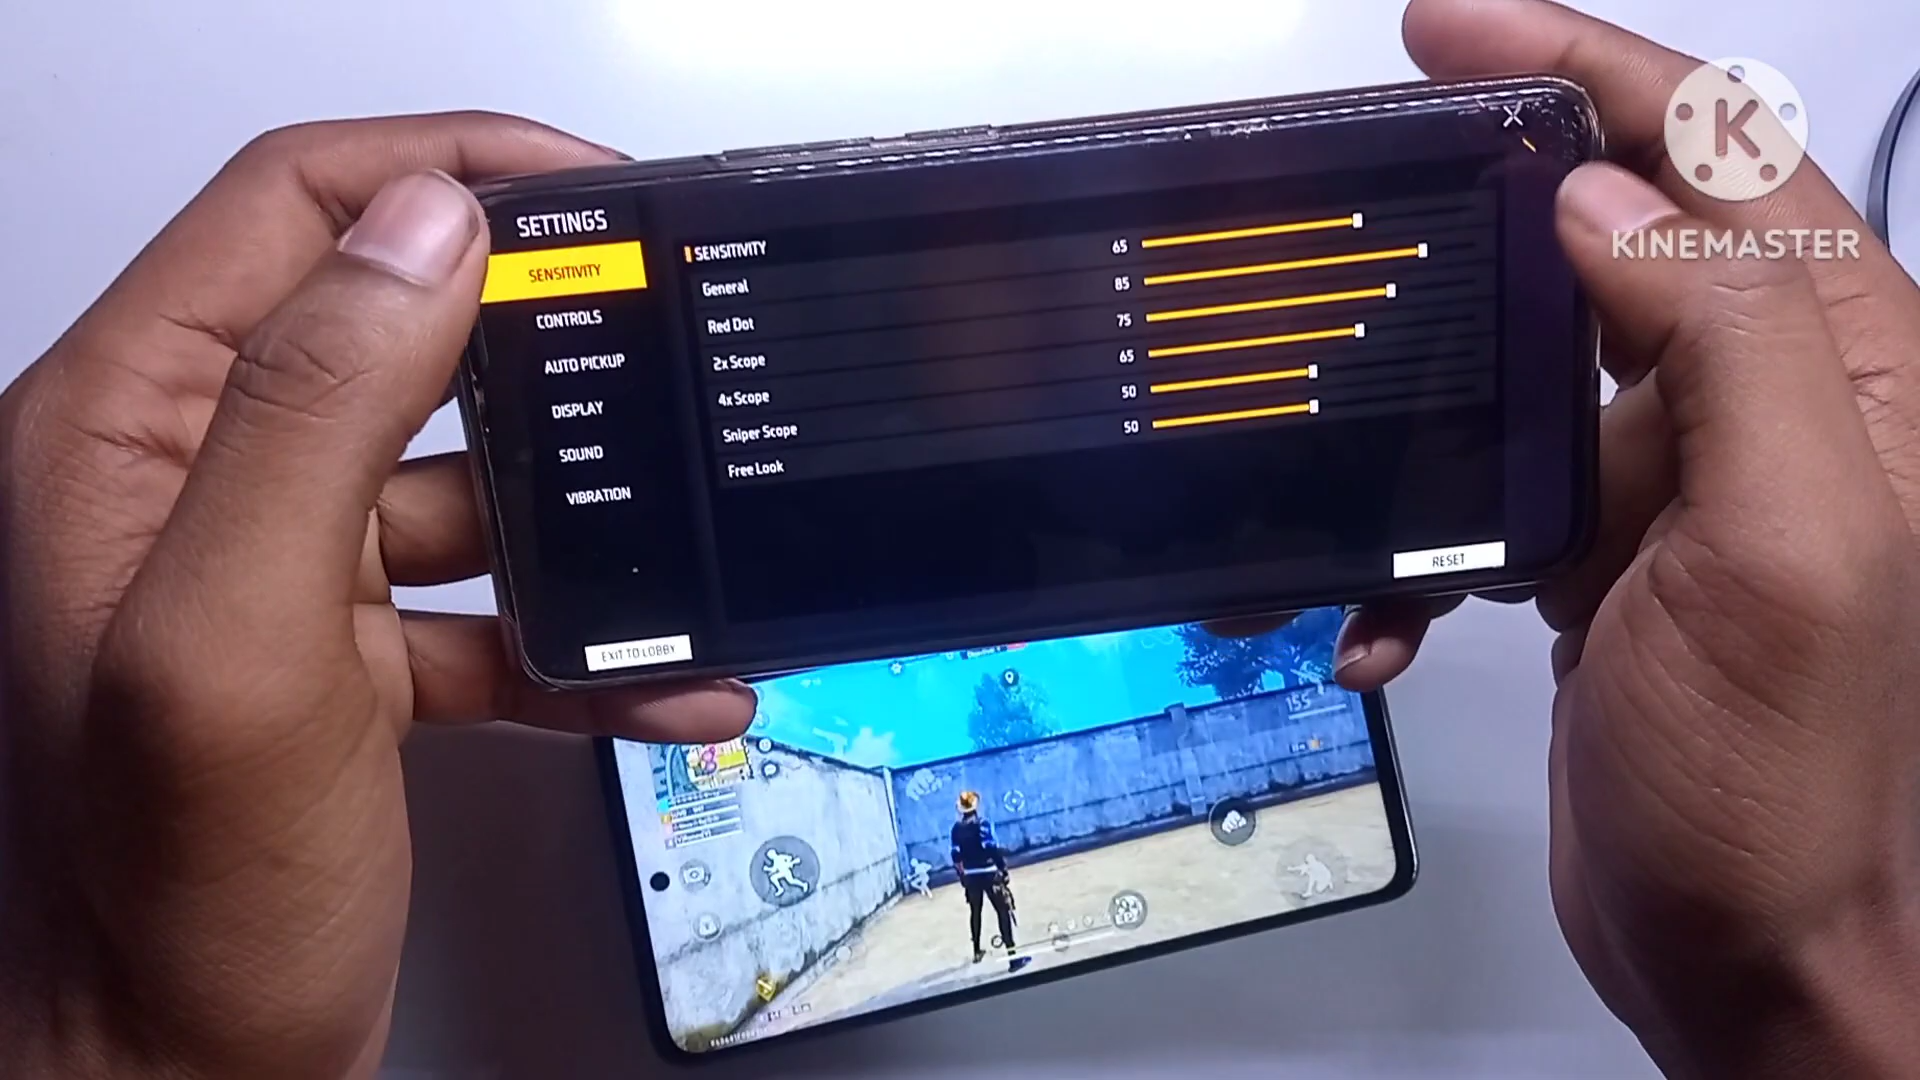 SETTINGS
SENSITIVITY
CONTROLS
AUTO PICKUP
DISPLAY
SOUND
VIBRATION
EXIT TO LOBBY
SENSITIVITY
General 65
Red Dot 85
2x Scope 75
4x Scope 65
Sniper Scope 50
Free Look 50
RESET
K
KINEMASTER
155